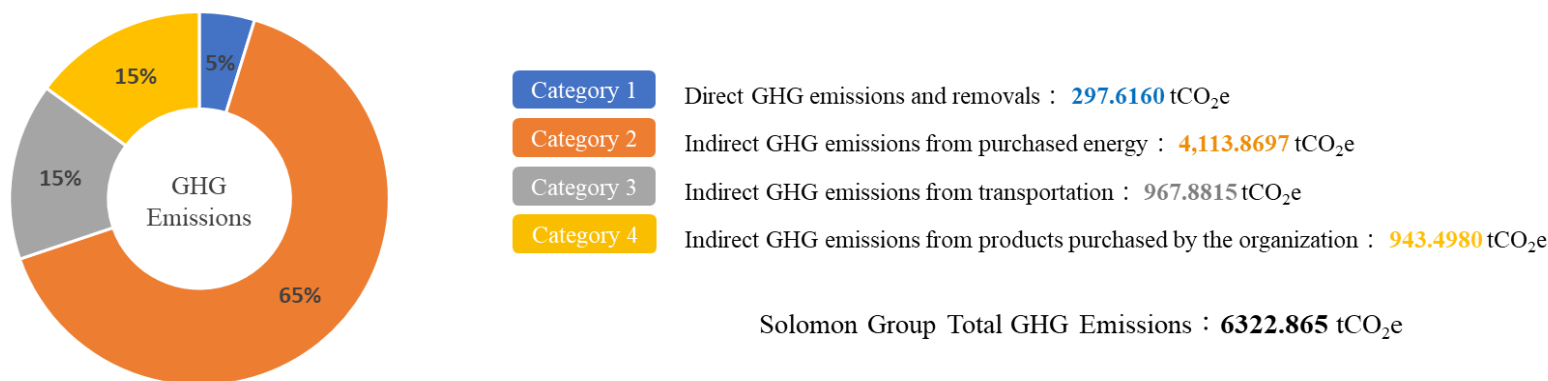 5%
15%
15%
65%
GHG
Emissions
Category 1 Direct GHG emissions and removals： 297.6160 tCO₂e
Category 2 Indirect GHG emissions from purchased energy： 4,113.8697 tCO₂e
Category 3 Indirect GHG emissions from transportation： 967.8815 tCO₂e
Category 4 Indirect GHG emissions from products purchased by the organization： 943.4980 tCO₂e
Solomon Group Total GHG Emissions：6322.865 tCO₂e